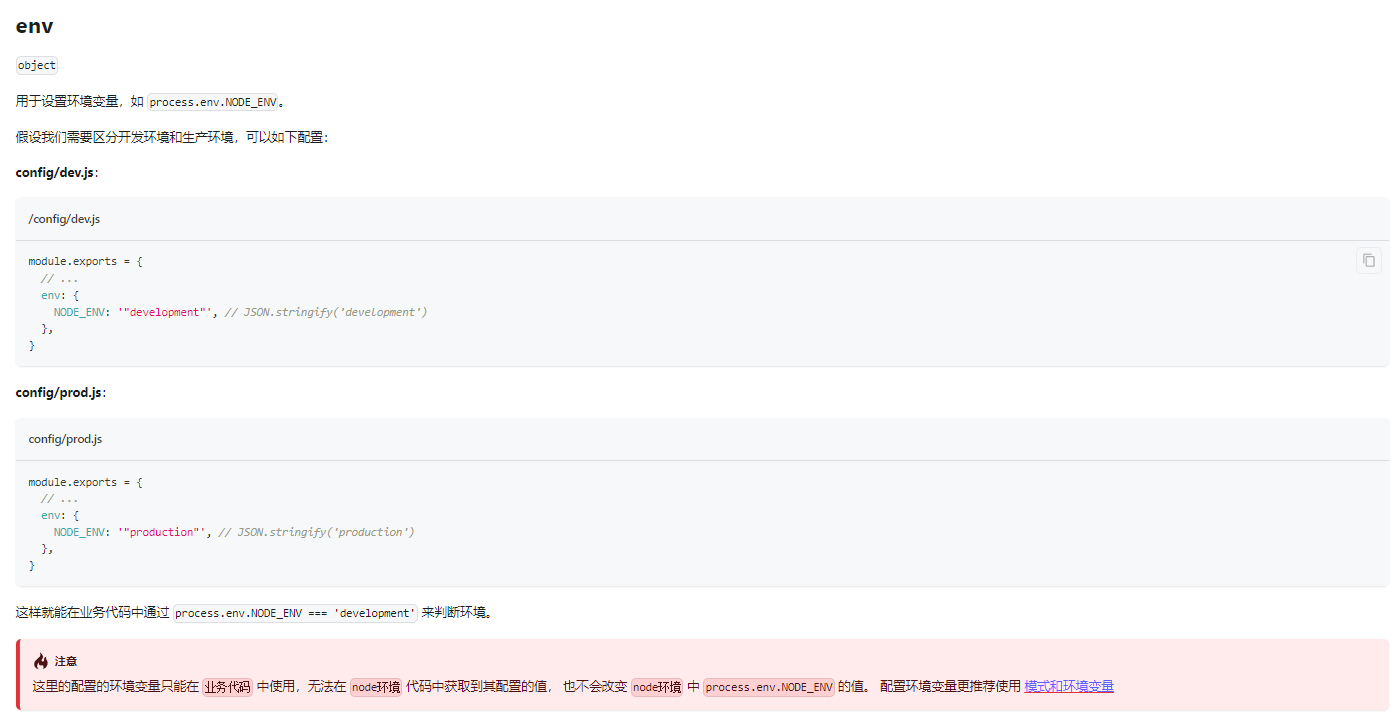 env
object
用于设置环境变量，如 process.env.NODE_ENV。
假设我们需要区分开发环境和生产环境，可以如下配置：
config/dev.js：
/config/dev.js
module.exports = {
  // ...
  env: {
    NODE_ENV: '"development"', // JSON.stringify('development')
  },
}
config/prod.js：
config/prod.js
module.exports = {
  // ...
  env: {
    NODE_ENV: '"production"', // JSON.stringify('production')
  },
}
这样就能在业务代码中通过 process.env.NODE_ENV === 'development' 来判断环境。
注意
这里的配置的环境变量只能在 业务代码 中使用，无法在 node环境 代码中获取到其配置的值， 也不会改变 node环境 中 process.env.NODE_ENV 的值。 配置环境变量更推荐使用 模式和环境变量